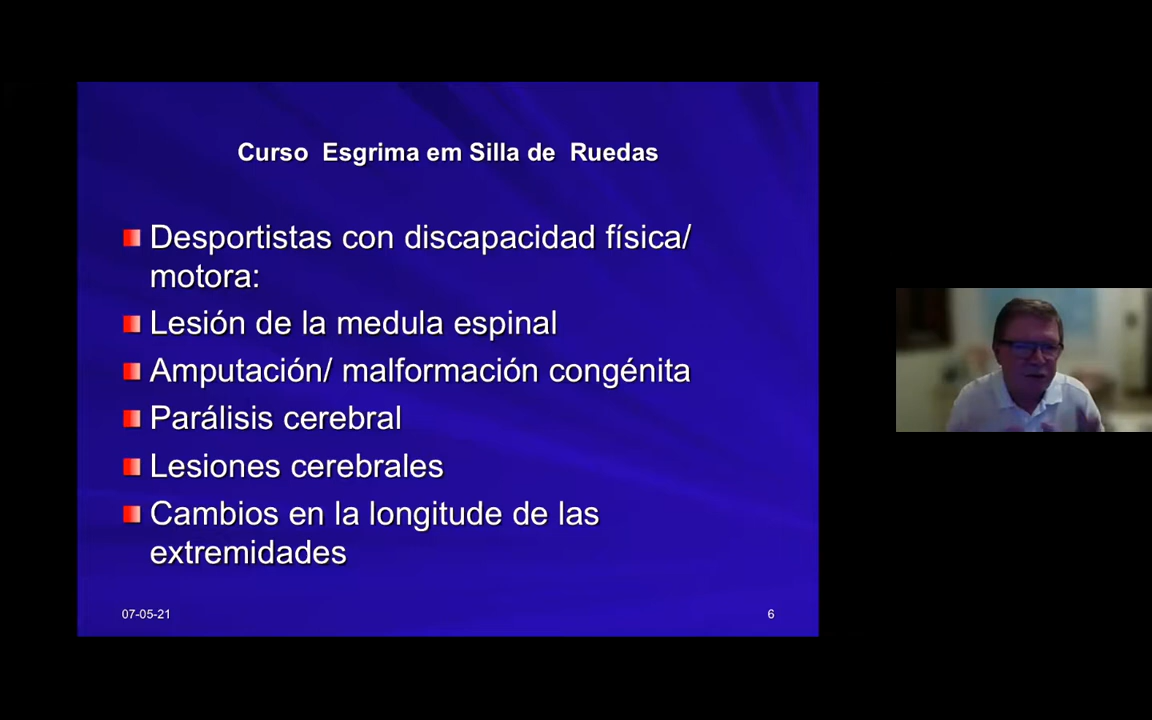 Curso Esgrima em Silla de Ruedas
Desportistas con discapacidad física/
motora:
Lesión de la medula espinal
Amputación/ malformación congénita
Parálisis cerebral
Lesiones cerebrales
Cambios en la longitude de las
extremidades
07-05-21
6